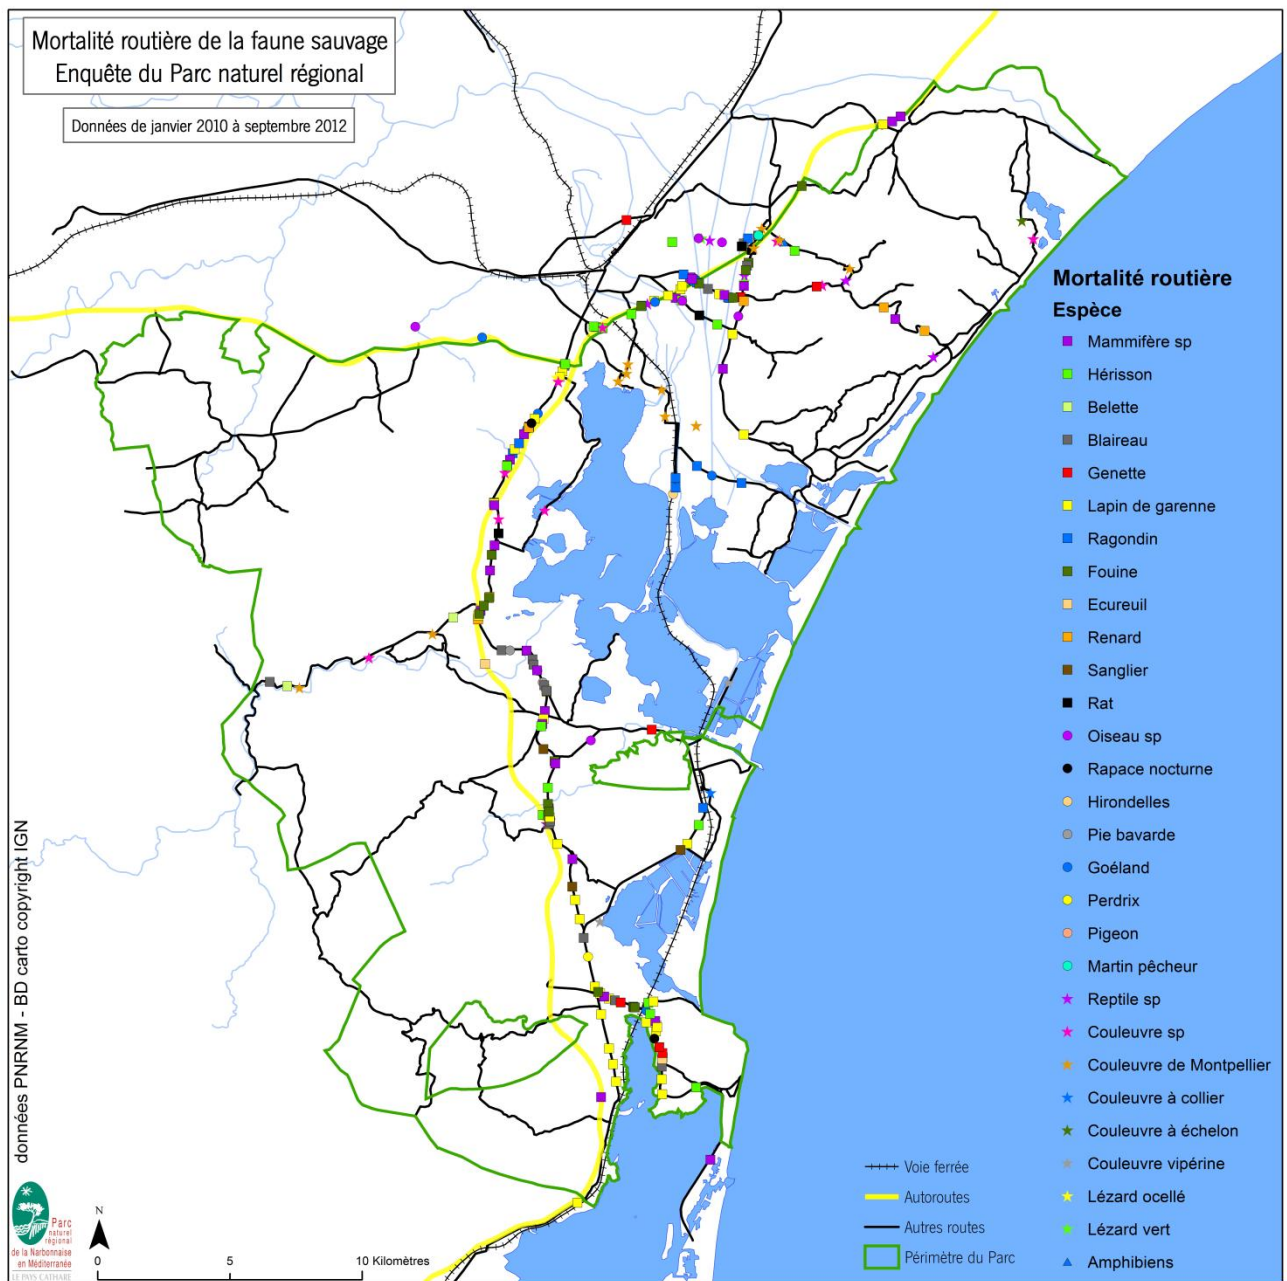 Mortalité routière de la faune sauvage
Enquête du Parc naturel régional
Données de janvier 2010 à septembre 2012
Mortalité routière
Espèce
Mammifère sp
Hérisson
Belette
Blaireau
Genette
Lapin de garenne
Ragondin
Fouine
Ecureuil
Renard
Sanglier
Rat
Oiseau sp
Rapace nocturne
Hirondelles
Pie bavarde
Goéland
Perdrix
Pigeon
Martin pêcheur
Reptile sp
Couleuvre sp
Couleuvre de Montpellier
Couleuvre à collier
Couleuvre à échelon
Couleuvre vipérine
Lézard ocellé
Lézard vert
Amphibiens
Voie ferrée
Autoroutes
Autres routes
Périmètre du Parc
données PNRNM - BD carto copyright IGN
Parc
naturel
régional
de la Narbonnaise
en Méditerranée
LE PAYS CATHARE
N
0 5 10 Kilomètres